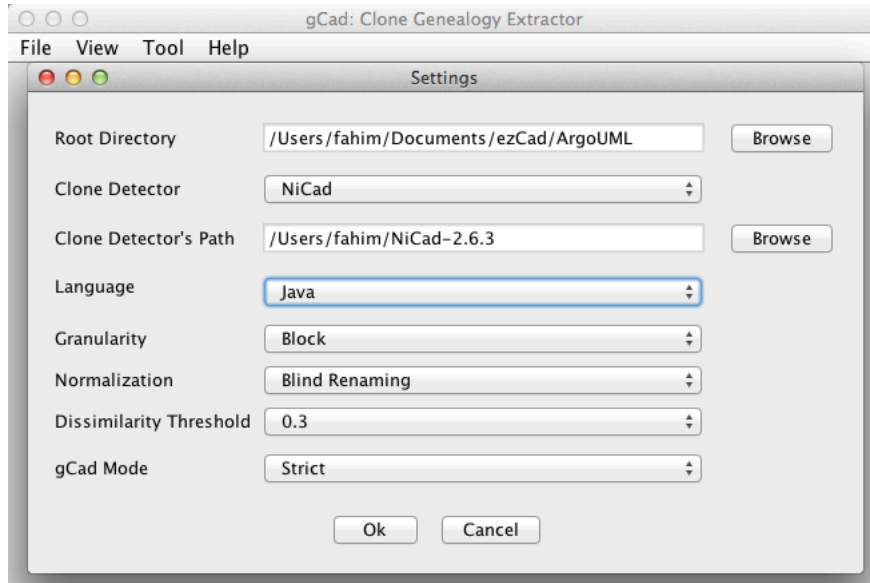 gCad: Clone Genealogy Extractor
File View Tool Help
Settings
Root Directory /Users/fahim/Documents/ezCad/ArgoUML Browse
Clone Detector NiCad
Clone Detector's Path /Users/fahim/NiCad-2.6.3 Browse
Language Java
Granularity Block
Normalization Blind Renaming
Dissimilarity Threshold 0.3
gCad Mode Strict
Ok Cancel